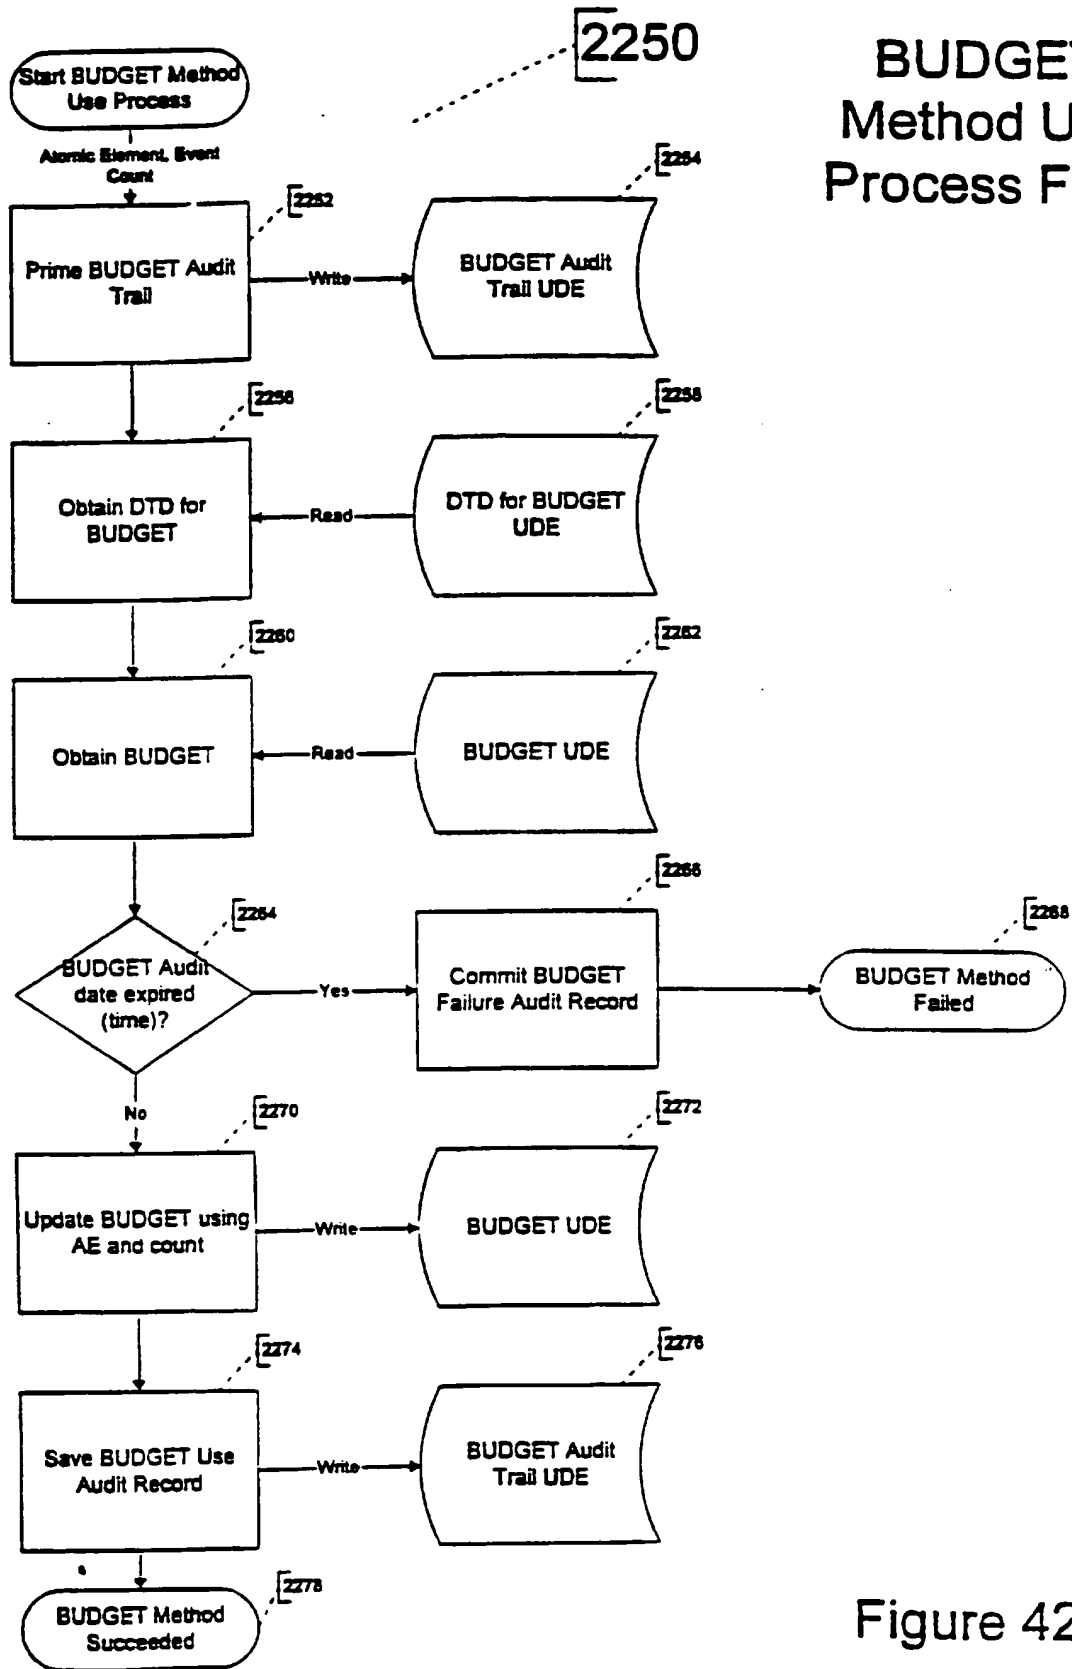 2250
BUDGET
Method U
Process F
Start BUDGET Method
Use Process
Atomic Element, Event
Count
2252
2254
Prime BUDGET Audit
Trail
Write
BUDGET Audit
Trail UDE
2256
2258
Obtain DTD for
BUDGET
Read
DTD for BUDGET
UDE
2260
2262
Obtain BUDGET
Read
BUDGET UDE
2264
2266
2268
BUDGET Audit
date expired
(time)?
Yes
Commit BUDGET
Failure Audit Record
BUDGET Method
Failed
No
2270
2272
Update BUDGET using
AE and count
Write
BUDGET UDE
2274
2276
Save BUDGET Use
Audit Record
Write
BUDGET Audit
Trail UDE
2278
BUDGET Method
Succeeded
Figure 42